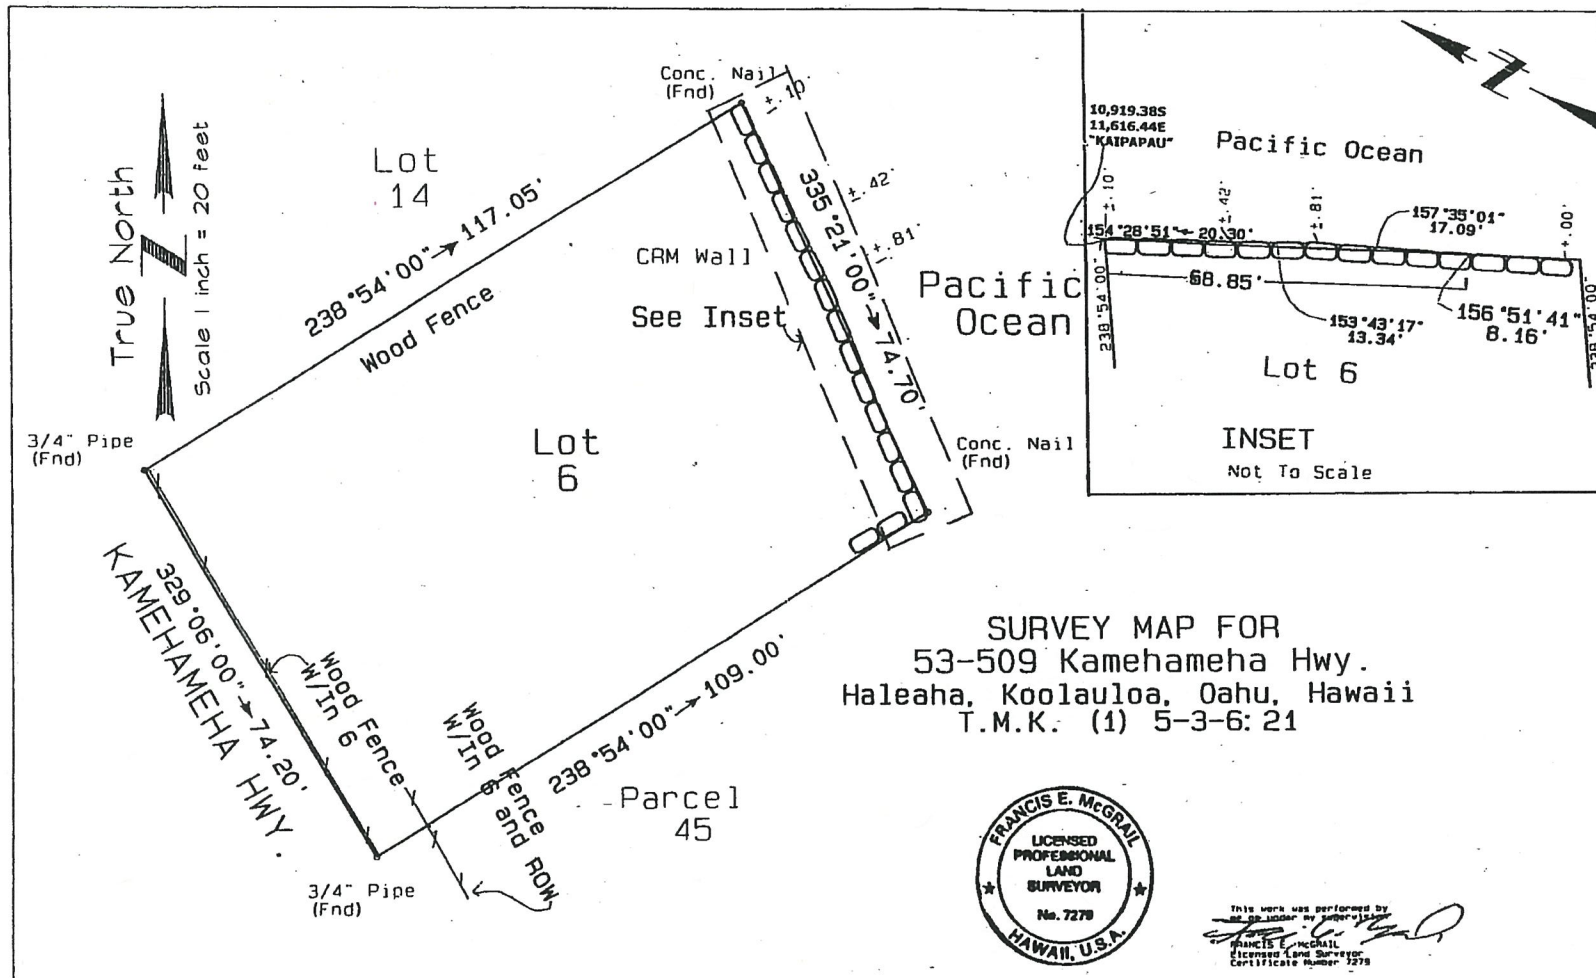 True North
Scale 1 inch = 20 feet
Lot
14
238°54'00" 117.05'
Wood Fence
Conc. Nail
(Fnd)
±.10'
±.42'
±.81'
335°21'00" 74.70'
CRM Wall
See Inset
Pacific
Ocean
Lot
6
3/4" Pipe
(Fnd)
Conc. Nail
(Fnd)
329°06'00" 74.20'
KAMEHAMEHA HWY.
Wood Fence
W/In 6
Wood Fence
W/In 6 and ROW
238°54'00" 109.00'
Parcel
45
3/4" Pipe
(Fnd)
10,919.38S
11,616.44E
"KAIPAPAU"
Pacific Ocean
±.10'
±.42'
±.81
±.00'
154°28'51" 20.30'
157°35'01"
17.09'
238°54'00"
68.85'
153°43'17"
13.34'
156°51'41"
8.16'
238°54'00"
Lot 6
INSET
Not To Scale
SURVEY MAP FOR
53-509 Kamehameha Hwy.
Haleaha, Koolauloa, Oahu, Hawaii
T.M.K. (1) 5-3-6:21
FRANCIS E. McGRAIL
LICENSED
PROFESSIONAL
LAND
SURVEYOR
No. 7279
HAWAII, U.S.A.
This work was performed by
me or under my supervision
FRANCIS E. McGRAIL
Licensed Land Surveyor
Certificate Number 7279